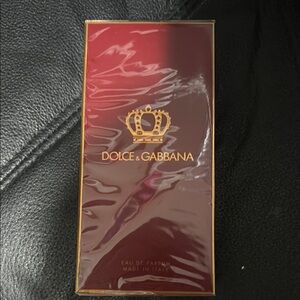 DOLCE & GABBANA
EAU DE PARFUM
MADE IN ITALY